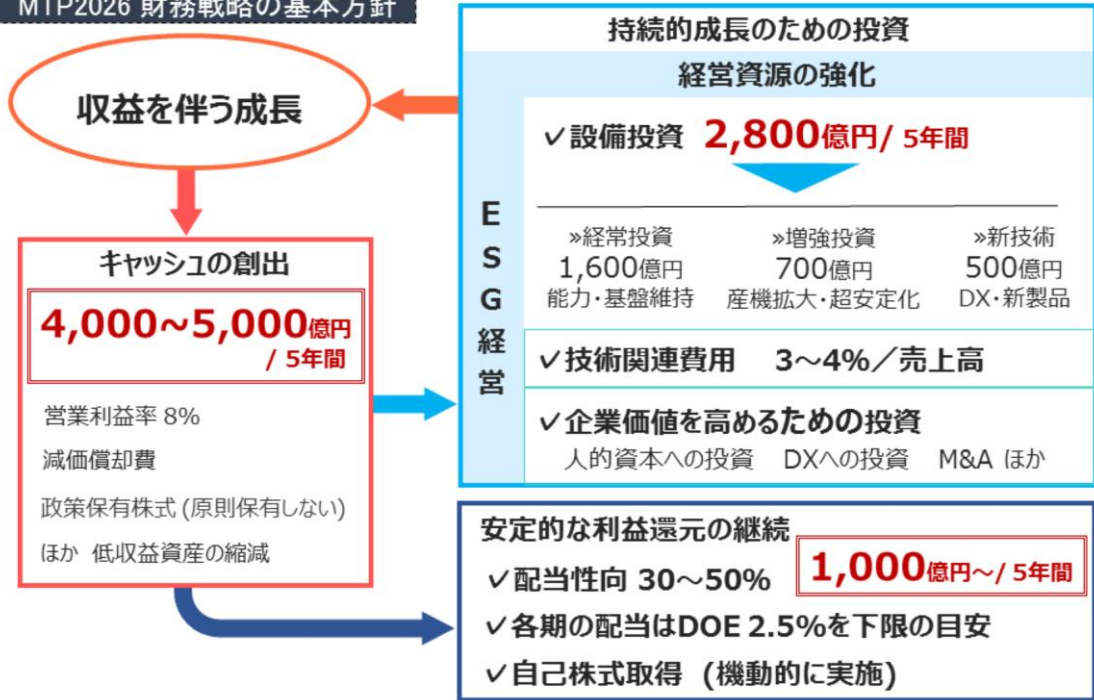 MTP2026 財務戦略の基本方針
収益を伴う成長
キャッシュの創出
4,000～5,000億円
/ 5年間
営業利益率 8%
減価償却費
政策保有株式 (原則保有しない)
ほか 低収益資産の縮減
持続的成長のための投資
経営資源の強化
ESG経営
✓設備投資 2,800億円/ 5年間
»経常投資 »増強投資 »新技術
1,600億円 700億円 500億円
能力・基盤維持 産機拡大・超安定化 DX・新製品
✓技術関連費用 3～4%／売上高
✓企業価値を高めるための投資
人的資本への投資 DXへの投資 M&A ほか
安定的な利益還元の継続
1,000億円～/ 5年間
✓配当性向 30～50%
✓各期の配当はDOE 2.5%を下限の目安
✓自己株式取得 (機動的に実施)